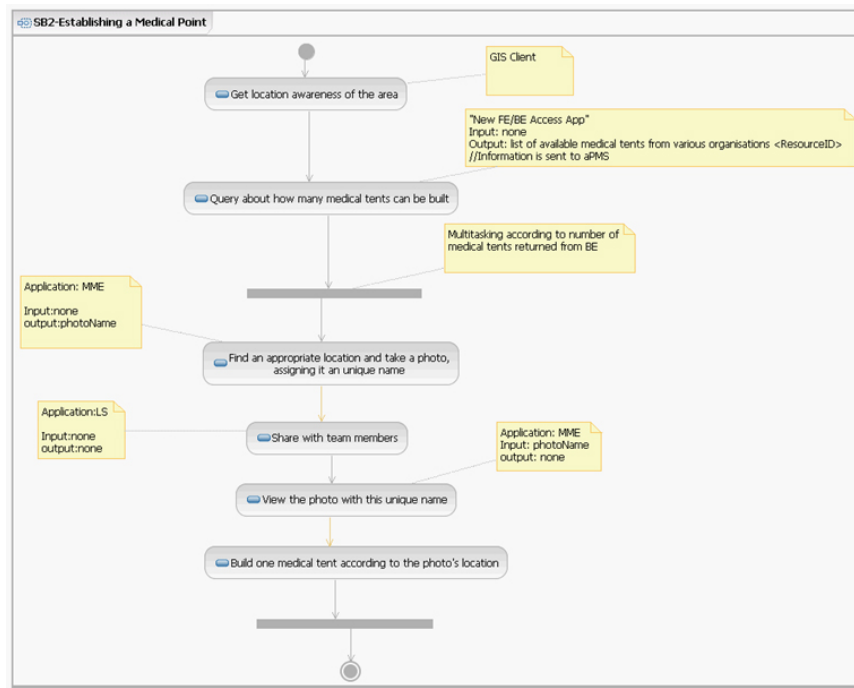 SB2-Establishing a Medical Point
GIS Client
Get location awareness of the area
"New FE/BE Access App"
Input: none
Output: list of available medical tents from various organisations <ResourceID>
//Information is sent to aPMS
Query about how many medical tents can be built
Multitasking according to number of
medical tents returned from BE
Application: MME
Input:none
output:photoName
Find an appropriate location and take a photo,
assigning it an unique name
Application:LS
Input:none
output:none
Share with team members
Application: MME
Input: photoName
output: none
View the photo with this unique name
Build one medical tent according to the photo's location